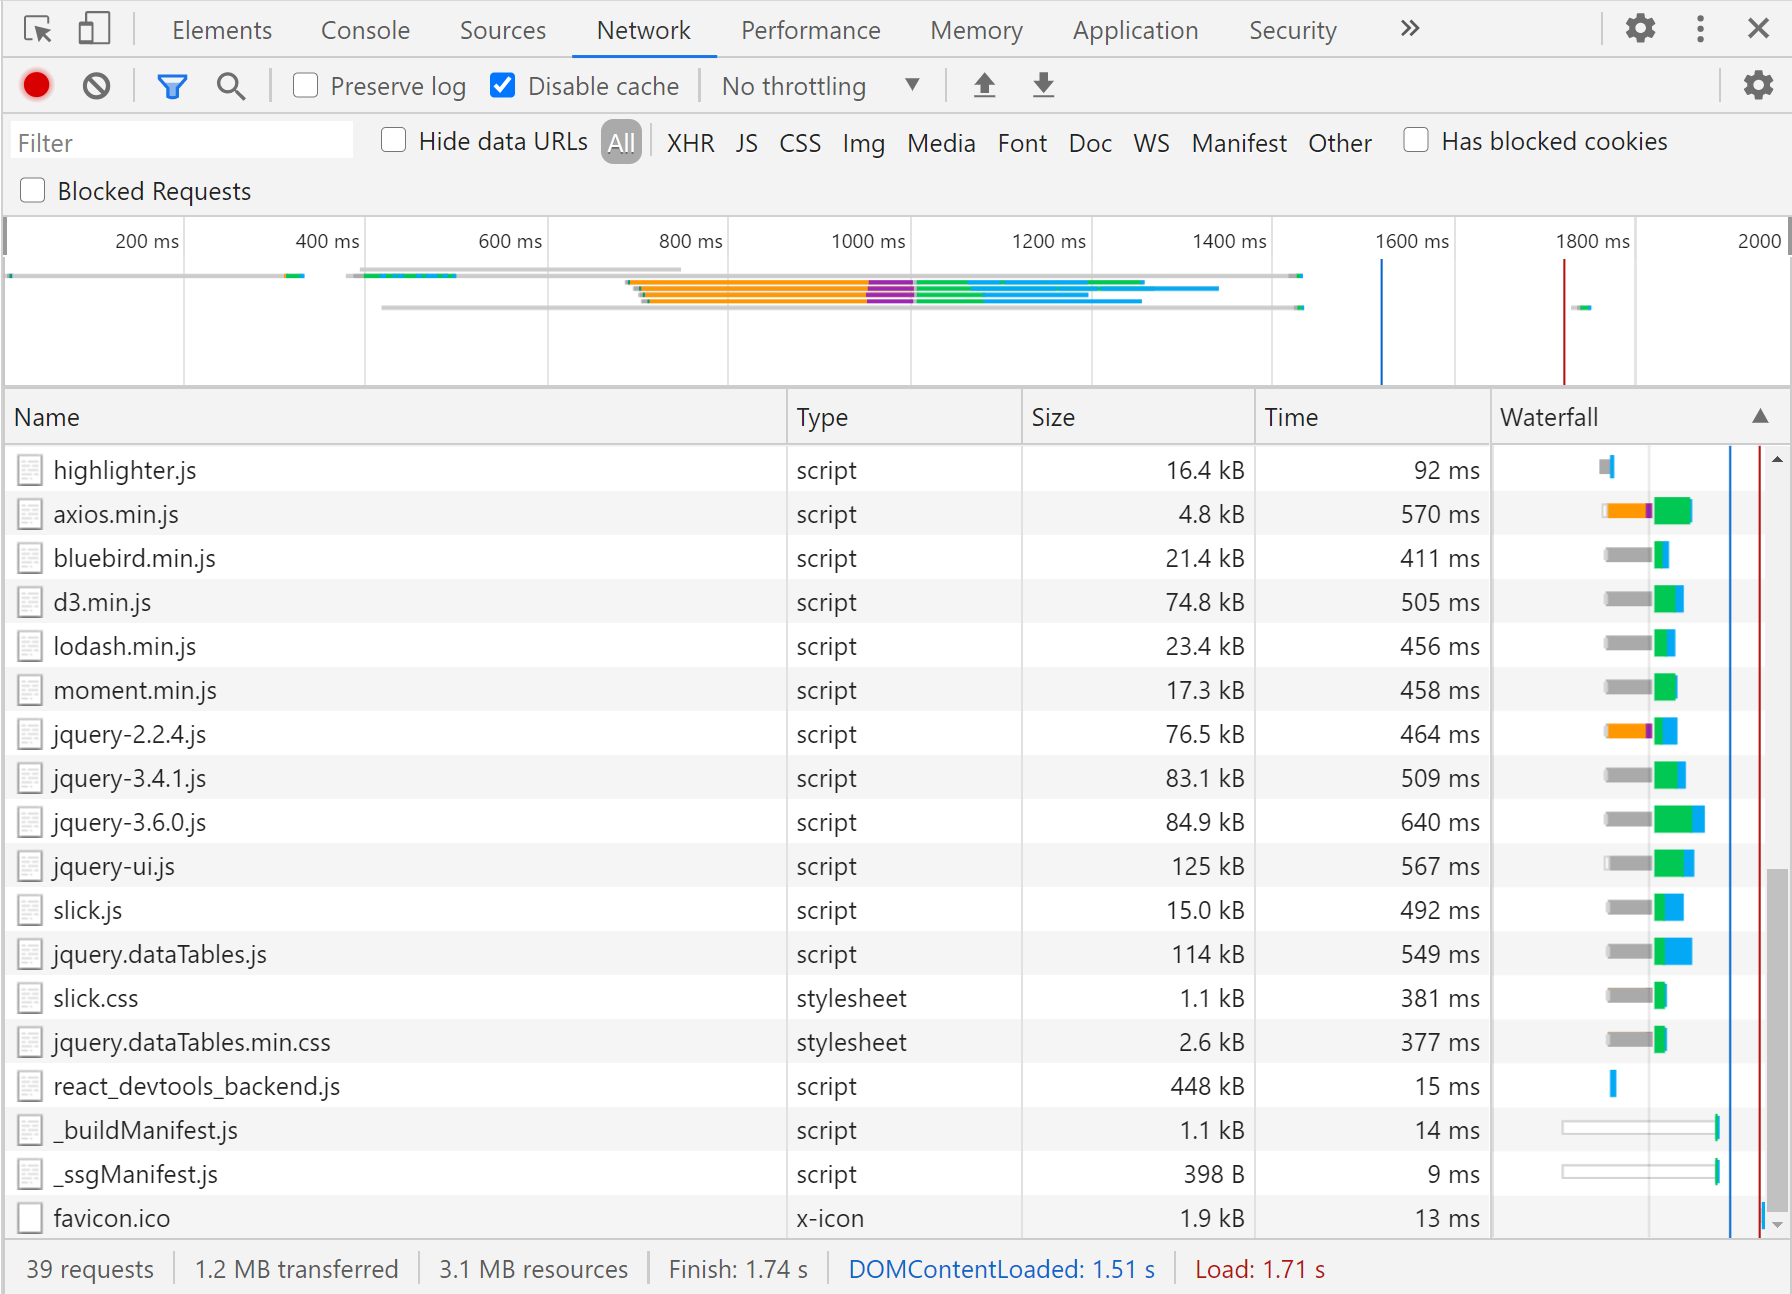 Elements Console Sources Network Performance Memory Application Security »
Preserve log Disable cache No throttling
Filter Hide data URLs All XHR JS CSS Img Media Font Doc WS Manifest Other Has blocked cookies
Blocked Requests
200 ms 400 ms 600 ms 800 ms 1000 ms 1200 ms 1400 ms 1600 ms 1800 ms 2000
Name Type Size Time Waterfall
highlighter.js script 16.4 kB 92 ms
axios.min.js script 4.8 kB 570 ms
bluebird.min.js script 21.4 kB 411 ms
d3.min.js script 74.8 kB 505 ms
lodash.min.js script 23.4 kB 456 ms
moment.min.js script 17.3 kB 458 ms
jquery-2.2.4.js script 76.5 kB 464 ms
jquery-3.4.1.js script 83.1 kB 509 ms
jquery-3.6.0.js script 84.9 kB 640 ms
jquery-ui.js script 125 kB 567 ms
slick.js script 15.0 kB 492 ms
jquery.dataTables.js script 114 kB 549 ms
slick.css stylesheet 1.1 kB 381 ms
jquery.dataTables.min.css stylesheet 2.6 kB 377 ms
react_devtools_backend.js script 448 kB 15 ms
_buildManifest.js script 1.1 kB 14 ms
_ssgManifest.js script 398 B 9 ms
favicon.ico x-icon 1.9 kB 13 ms
39 requests 1.2 MB transferred 3.1 MB resources Finish: 1.74 s DOMContentLoaded: 1.51 s Load: 1.71 s